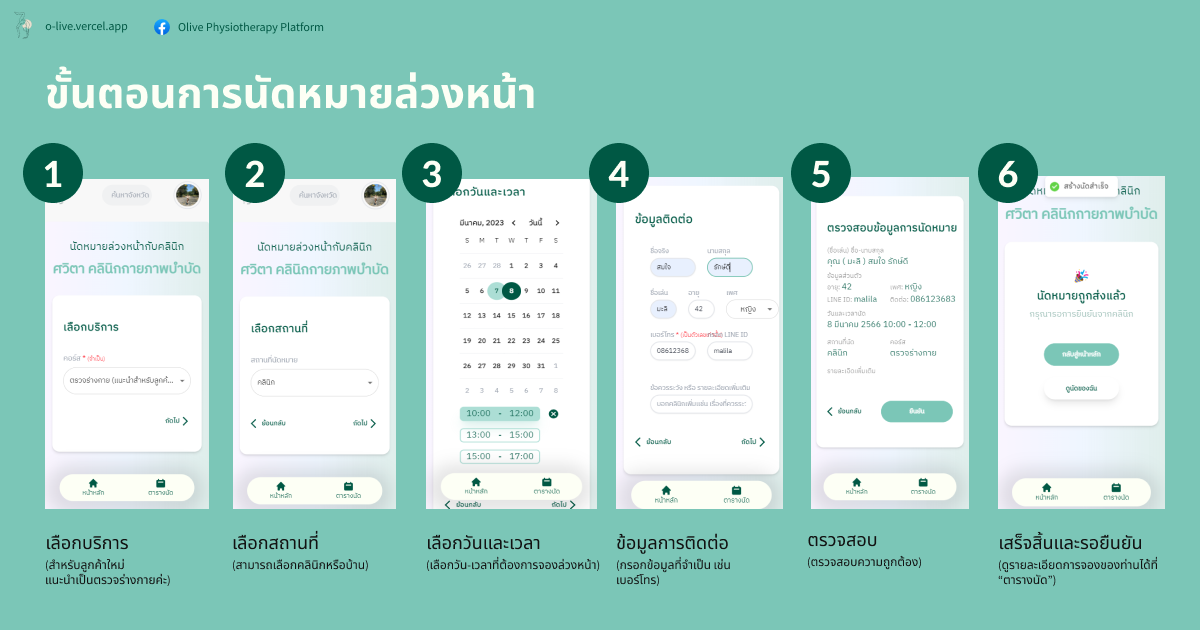 o-live.vercel.app
Olive Physiotherapy Platform
ขั้นตอนการนัดหมายล่วงหน้า
1
ค้นหาจังหวัด
นัดหมายล่วงหน้ากับคลินิก
ศวิตา คลินิกกายภาพบำบัด
เลือกบริการ
คอร์ส * (จำเป็น)
ตรวจร่างกาย (แนะนำสำหรับลูกค้...
ถัดไป
หน้าหลัก
ตารางนัด
เลือกบริการ
(สำหรับลูกค้าใหม่
แนะนำเป็นตรวจร่างกายค่ะ)
2
ค้นหาจังหวัด
นัดหมายล่วงหน้ากับคลินิก
ศวิตา คลินิกกายภาพบำบัด
เลือกสถานที่
สถานที่นัดหมาย
คลินิก
ย้อนกลับ ถัดไป
หน้าหลัก
ตารางนัด
เลือกสถานที่
(สามารถเลือกคลินิกหรือบ้าน)
3
ลือกวันและเวลา
มีนาคม, 2023 วันนี้
S M T W T F S
26 27 28 1 2 3 4
5 6 7 8 9 10 11
12 13 14 15 16 17 18
19 20 21 22 23 24 25
26 27 28 29 30 31 1
2 3 4 5 6 7 8
10:00 - 12:00
13:00 - 15:00
15:00 - 17:00
หน้าหลัก
ตารางนัด
ย้อนกลับ ถัดไป
เลือกวันและเวลา
(เลือกวัน-เวลาที่ต้องการจองล่วงหน้า)
4
ข้อมูลติดต่อ
ชื่อจริง นามสกุล
สมใจ รักษ์ดี
ชื่อเล่น อายุ เพศ
มะลิ 42 หญิง
เบอร์โทร * (เป็นตัวเลขเท่านั้น) LINE ID
08612368 malila
ข้อควรระวัง หรือ รายละเอียดเพิ่มเติม
บอกคลินิกเพิ่มเช่น เรื่องที่ควรระ
ย้อนกลับ ถัดไป
หน้าหลัก
ตารางนัด
ข้อมูลการติดต่อ
(กรอกข้อมูลที่จำเป็น เช่น
เบอร์โทร)
5
ตรวจสอบข้อมูลการนัดหมาย
(ชื่อเล่น) ชื่อ-นามสกุล
คุณ ( มะลิ ) สมใจ รักษ์ดี
ข้อมูลส่วนตัว
อายุ: 42 เพศ: หญิง
LINE ID: malila ติดต่อ: 086123683
วันและเวลานัด
8 มีนาคม 2566 10:00 - 12:00
สถานที่นัด คอร์ส
คลินิก ตรวจร่างกาย
รายละเอียดเพิ่มเติม
ย้อนกลับ ยืนยัน
หน้าหลัก
ตารางนัด
ตรวจสอบ
(ตรวจสอบความถูกต้อง)
6
สร้างนัดสำเร็จ
ศวิตา คลินิกกายภาพบำบัด
นัดหมายถูกส่งแล้ว
กรุณารอการยืนยันจากคลินิก
กลับสู่หน้าหลัก
ดูนัดของฉัน
หน้าหลัก
ตารางนัด
เสร็จสิ้นและรอยืนยัน
(ดูรายละเอียดการจองของท่านได้ที่
“ตารางนัด”)